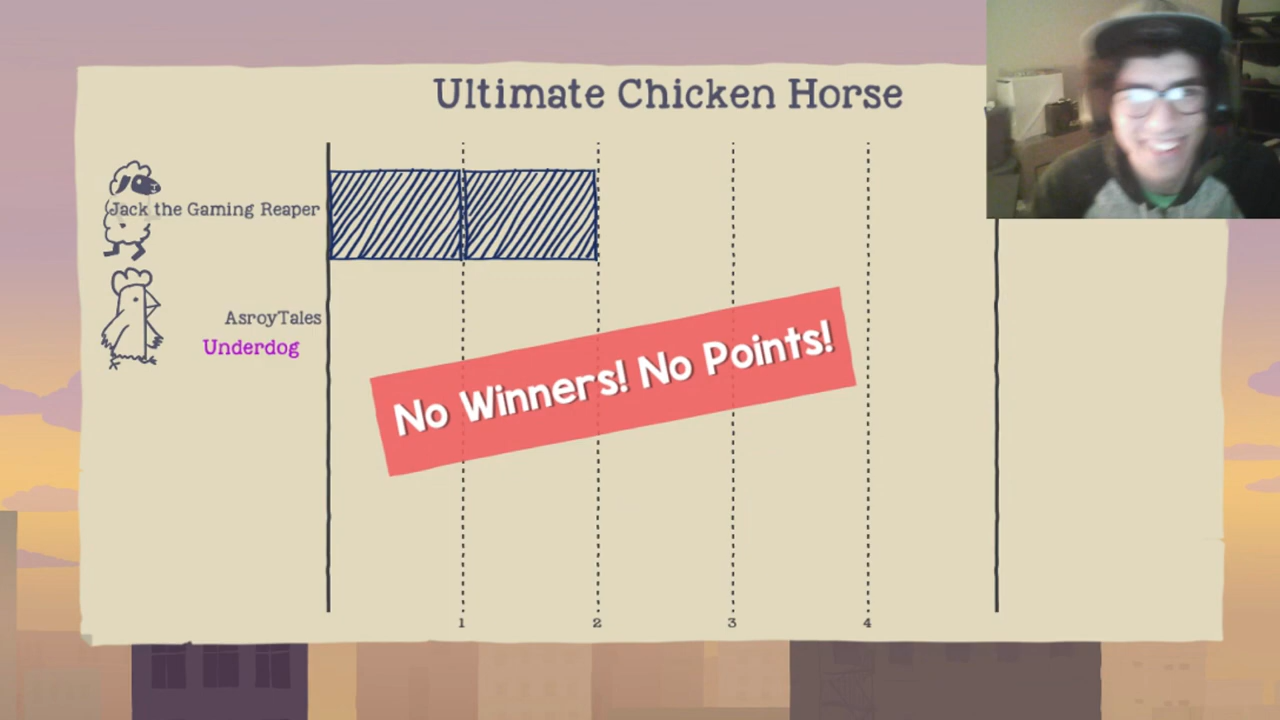 Ultimate Chicken Horse
Jack the Gaming Reaper
AsroyTales
Underdog
No Winners! No Points!
1 2 3 4